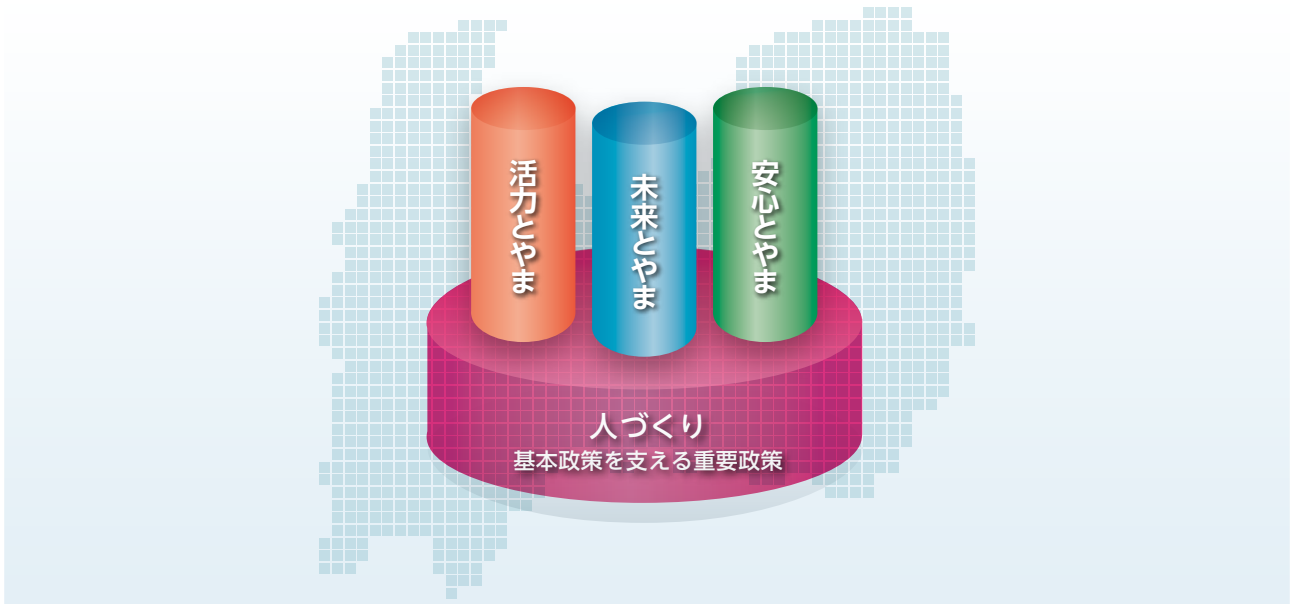 活力とやま
未来とやま
安心とやま
人づくり
基本政策を支える重要政策